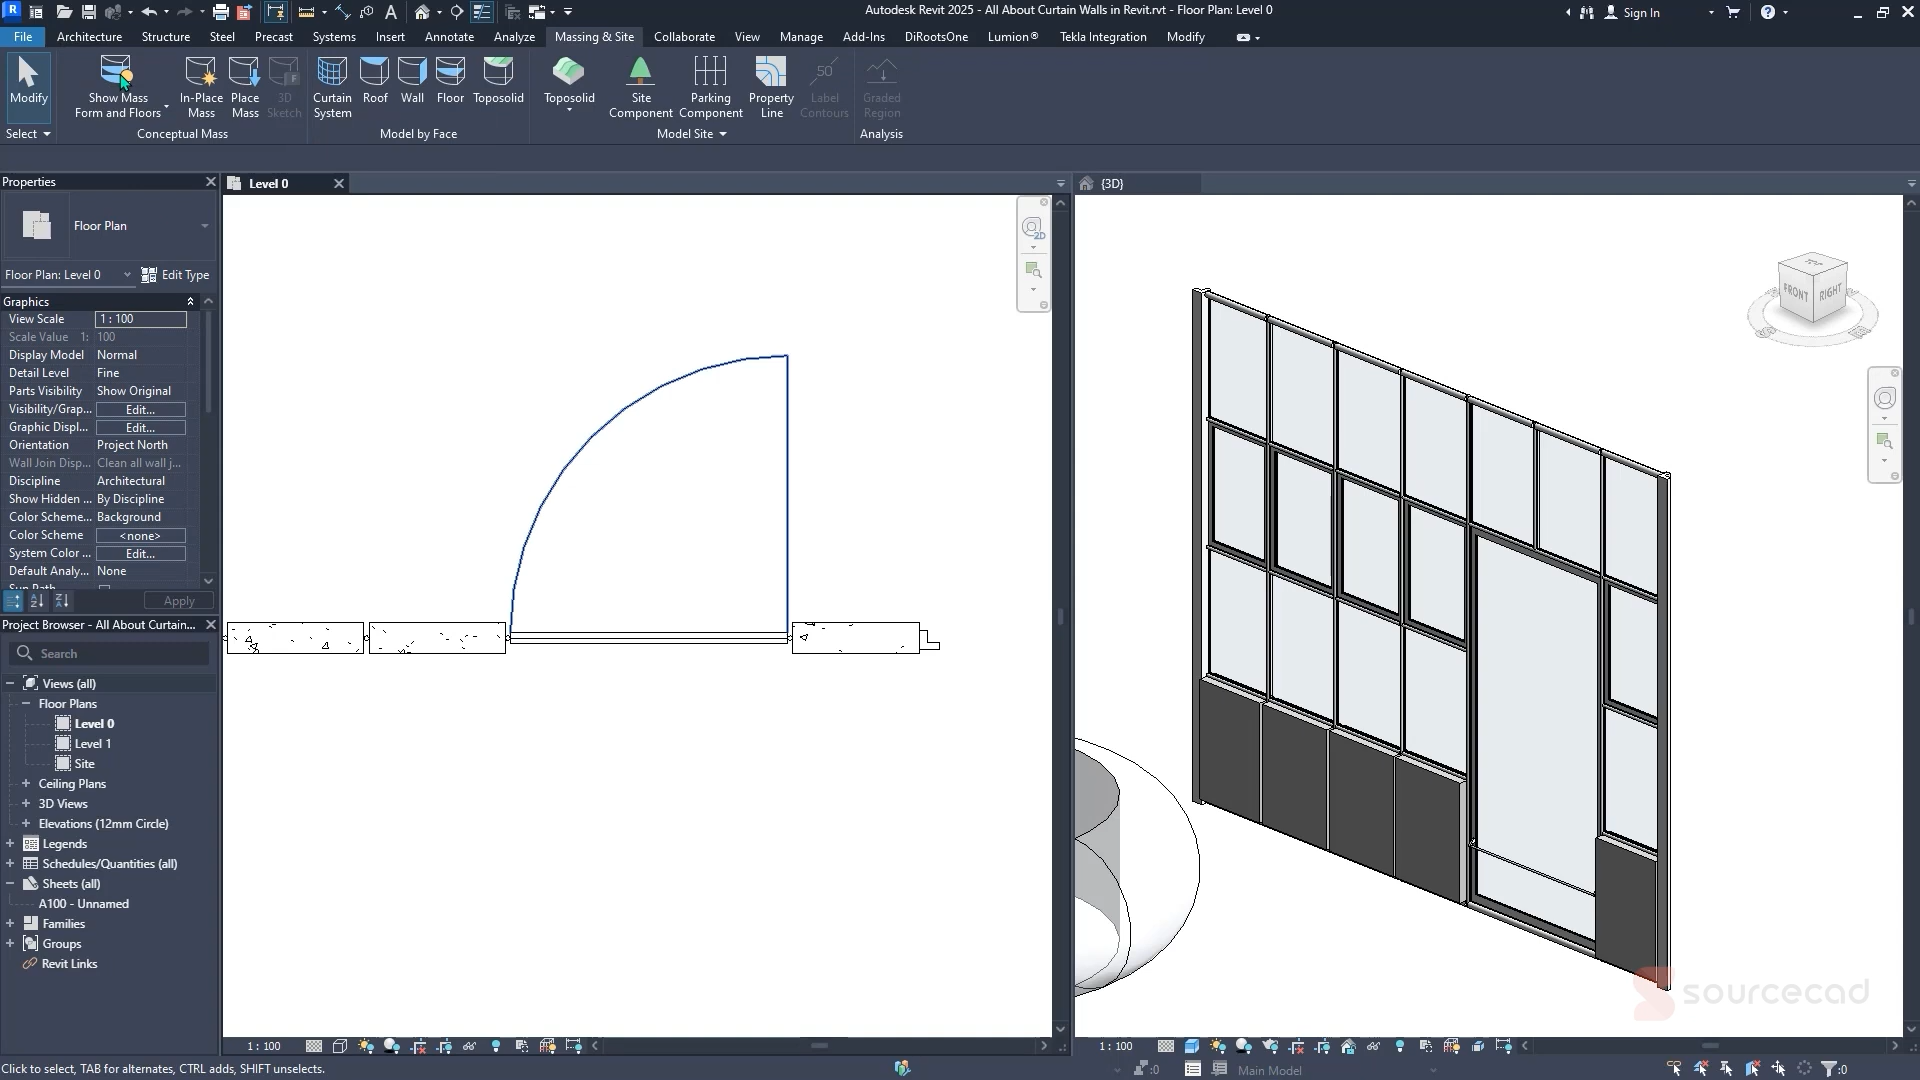 Autodesk Revit 2025 - All About Curtain Walls in Revit.rvt - Floor Plan: Level 0
Sign In
File Architecture Structure Steel Precast Systems Insert Annotate Analyze Massing & Site Collaborate View Manage Add-Ins DiRootsOne Lumion® Tekla Integration Modify
Modify
Show Mass Form and Floors
In-Place Mass
Place Mass
3D Sketch
Curtain System
Roof
Wall
Floor
Toposolid
Toposolid
Site Component
Parking Component
Property Line
50
Label Contours
Graded Region
Select
Conceptual Mass
Model by Face
Model Site
Analysis
Properties
Level 0
{3D}
Floor Plan
Floor Plan: Level 0
Edit Type
Graphics
View Scale 1 : 100
Scale Value 1: 100
Display Model Normal
Detail Level Fine
Parts Visibility Show Original
Visibility/Grap... Edit...
Graphic Displ... Edit...
Orientation Project North
Wall Join Disp... Clean all wall j...
Discipline Architectural
Show Hidden ... By Discipline
Color Scheme... Background
Color Scheme <none>
System Color ... Edit...
Default Analy... None
Sun Path
Apply
Project Browser - All About Curtain...
Search
Views (all)
Floor Plans
Level 0
Level 1
Site
Ceiling Plans
3D Views
Elevations (12mm Circle)
Legends
Schedules/Quantities (all)
Sheets (all)
A100 - Unnamed
Families
Groups
Revit Links
2D
FRONT
RIGHT
sourcecad
1 : 100
1 : 100
Click to select, TAB for alternates, CTRL adds, SHIFT unselects.
:0
Main Model
:0